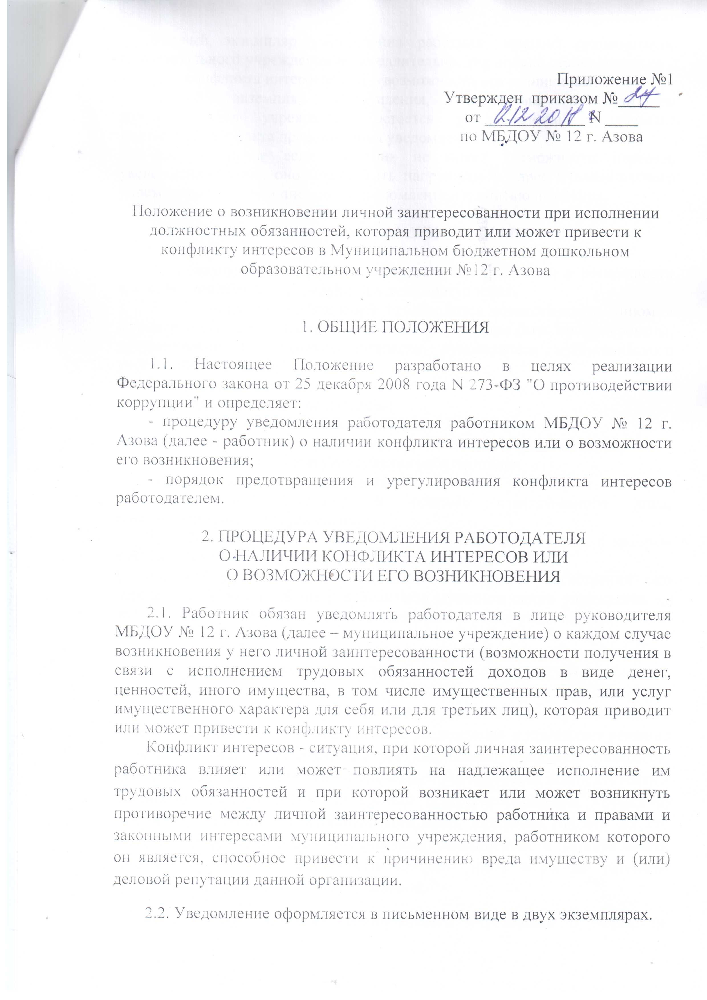 Приложение №1
Утвержден приказом №
от 12.12 20 г N ____
по МБДОУ № 12 г. Азова
Положение о возникновении личной заинтересованности при исполнении
должностных обязанностей, которая приводит или может привести к
конфликту интересов в Муниципальном бюджетном дошкольном
образовательном учреждении №12 г. Азова
1. ОБЩИЕ ПОЛОЖЕНИЯ
1.1. Настоящее Положение разработано в целях реализации
Федерального закона от 25 декабря 2008 года N 273-ФЗ "О противодействии
коррупции" и определяет:
- процедуру уведомления работодателя работником МБДОУ № 12 г.
Азова (далее - работник) о наличии конфликта интересов или о возможности
его возникновения;
- порядок предотвращения и урегулирования конфликта интересов
работодателем.
2. ПРОЦЕДУРА УВЕДОМЛЕНИЯ РАБОТОДАТЕЛЯ
О НАЛИЧИИ КОНФЛИКТА ИНТЕРЕСОВ ИЛИ
О ВОЗМОЖНОСТИ ЕГО ВОЗНИКНОВЕНИЯ
2.1. Работник обязан уведомлять работодателя в лице руководителя
МБДОУ № 12 г. Азова (далее – муниципальное учреждение) о каждом случае
возникновения у него личной заинтересованности (возможности получения в
связи с исполнением трудовых обязанностей доходов в виде денег,
ценностей, иного имущества, в том числе имущественных прав, или услуг
имущественного характера для себя или для третьих лиц), которая приводит
или может привести к конфликту интересов.
Конфликт интересов - ситуация, при которой личная заинтересованность
работника влияет или может повлиять на надлежащее исполнение им
трудовых обязанностей и при которой возникает или может возникнуть
противоречие между личной заинтересованностью работника и правами и
законными интересами муниципального учреждения, работником которого
он является, способное привести к причинению вреда имуществу и (или)
деловой репутации данной организации.
2.2. Уведомление оформляется в письменном виде в двух экземплярах.